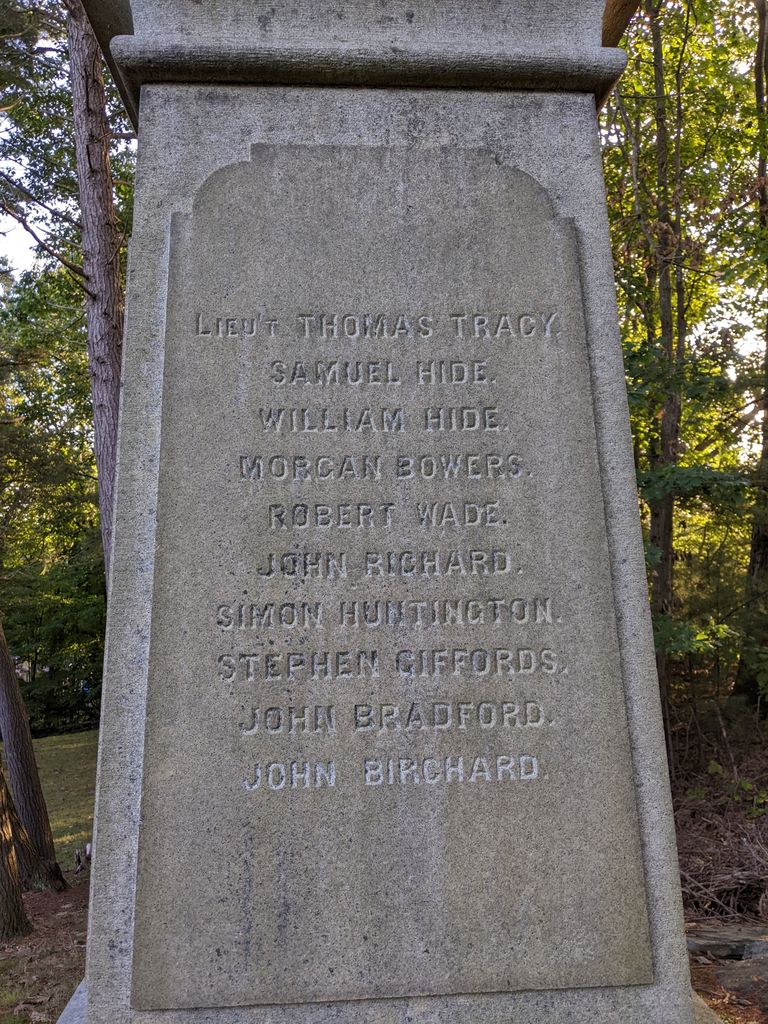 Lieu't THOMAS TRACY.
SAMUEL HIDE.
WILLIAM HIDE.
MORGAN BOWERS.
ROBERT WADE.
JOHN RICHARD.
SIMON HUNTINGTON.
STEPHEN GIFFORDS.
JOHN BRADFORD.
JOHN BIRCHARD.